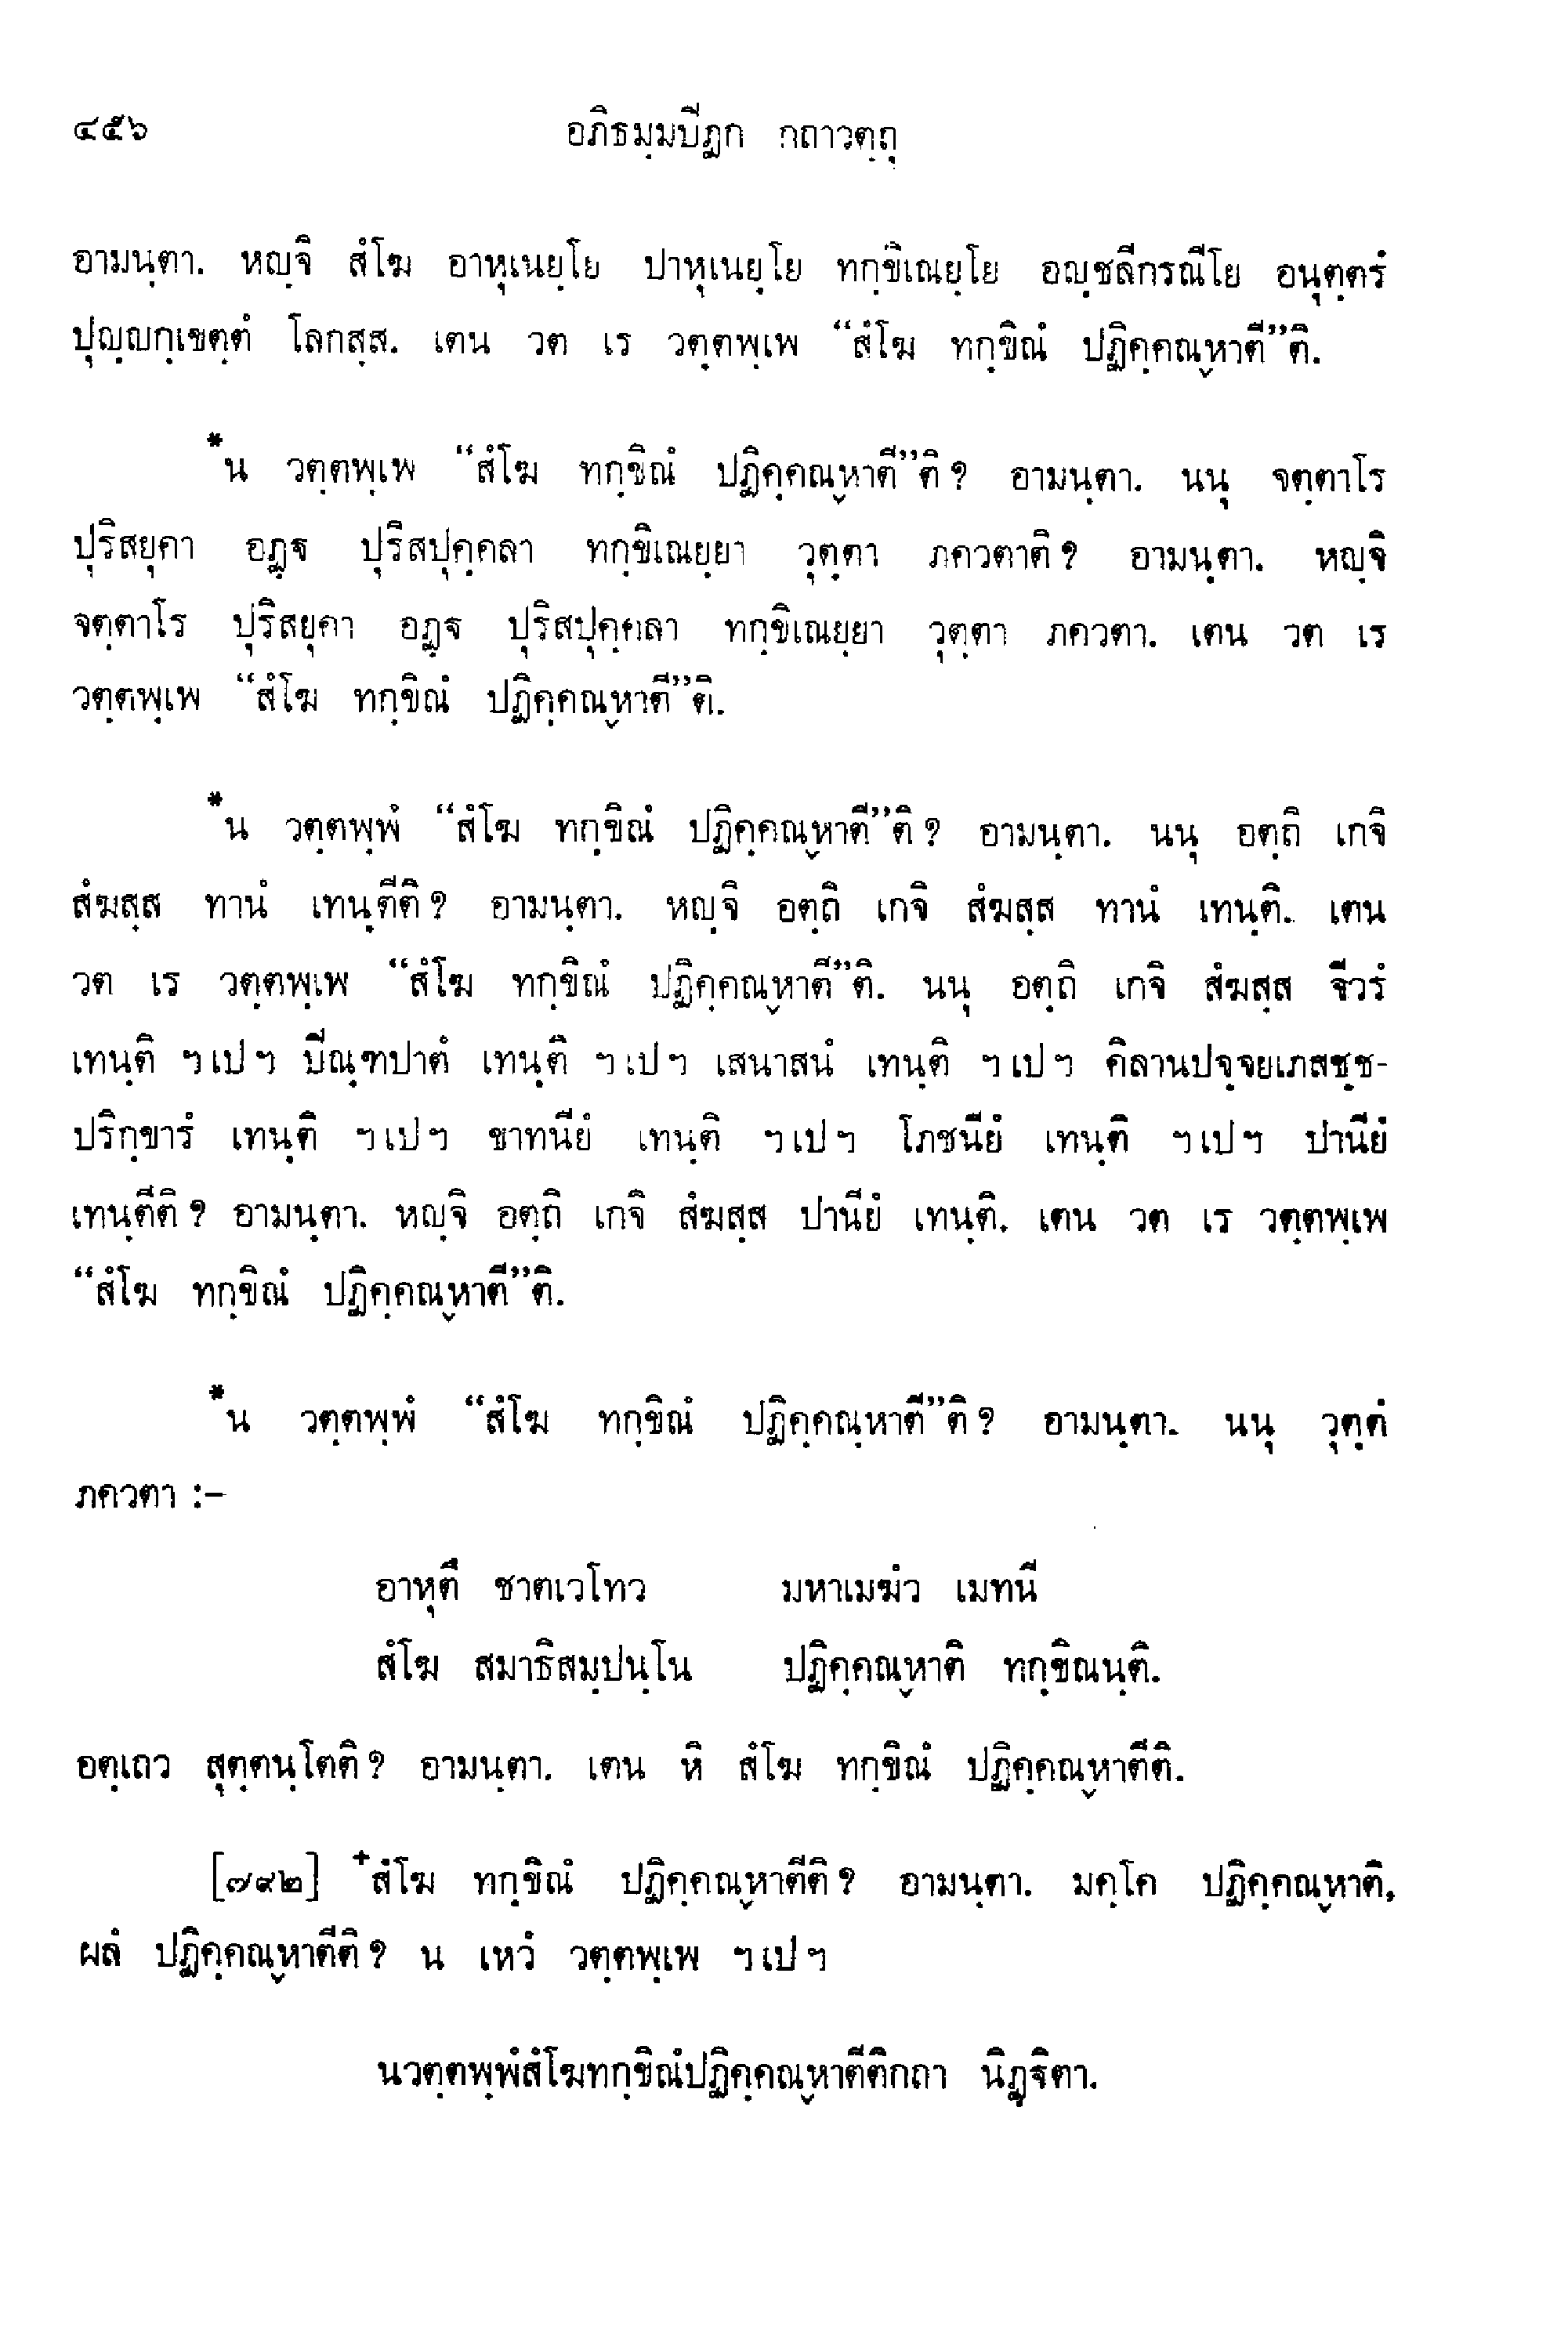 ๔๕๖ อภิธมฺมปีฏก กถาวตฺถุ
อามนฺตา. หญฺจิ สํโฆ อาหุเนยฺโย ปาหุเนยฺโย ทกฺขิเณยฺโย อญฺชลีกรณีโย อนุตฺตรํ
ปุญฺญกฺเขตฺตํ โลกสฺส. เตน วต เร วตฺตพฺเพ “สํโฆ ทกฺขิณํ ปฏิคฺคณฺหาตี”ติ.
*น วตฺตพฺเพ “สํโฆ ทกฺขิณํ ปฏิคฺคณฺหาตี”ติ? อามนฺตา. นนุ จตฺตาโร
ปุริสยุคา อฏฺฐ ปุริสปุคฺคลา ทกฺขิเณยฺยา วุตฺตา ภควตาติ? อามนฺตา. หญฺจิ
จตฺตาโร ปุริสยุคา อฏฺฐ ปุริสปุคฺคลา ทกฺขิเณยฺยา วุตฺตา ภควตา. เตน วต เร
วตฺตพฺเพ “สํโฆ ทกฺขิณํ ปฏิคฺคณฺหาตี”ติ.
*น วตฺตพฺพํ “สํโฆ ทกฺขิณํ ปฏิคฺคณฺหาตี”ติ? อามนฺตา. นนุ อตฺถิ เกจิ
สํฆสฺส ทานํ เทนฺตีติ? อามนฺตา. หญฺจิ อตฺถิ เกจิ สํฆสฺส ทานํ เทนฺติ. เตน
วต เร วตฺตพฺเพ “สํโฆ ทกฺขิณํ ปฏิคฺคณฺหาตี”ติ. นนุ อตฺถิ เกจิ สํฆสฺส จีวรํ
เทนฺติ ฯเปฯ ปีณฺฑปาตํ เทนฺติ ฯเปฯ เสนาสนํ เทนฺติ ฯเปฯ คิลานปจฺจยเภสชฺช-
ปริกฺขารํ เทนฺติ ฯเปฯ ขาทนียํ เทนฺติ ฯเปฯ โภชนียํ เทนฺติ ฯเปฯ ปานียํ
เทนฺตีติ? อามนฺตา. หญฺจิ อตฺถิ เกจิ สํฆสฺส ปานียํ เทนฺติ. เตน วต เร วตฺตพฺเพ
“สํโฆ ทกฺขิณํ ปฏิคฺคณฺหาตี”ติ.
*น วตฺตพฺพํ “สํโฆ ทกฺขิณํ ปฏิคฺคณฺหาตี”ติ? อามนฺตา. นนุ วุตฺตํ
ภควตา :–
อาหุตึ ชาตเวโทว มหาเมฆํว เมทนี
สํโฆ สมาธิสมฺปนฺโน ปฏิคฺคณฺหาติ ทกฺขิณนฺติ.
อตฺเถว สุตฺตนฺโตติ? อามนฺตา. เตน หิ สํโฆ ทกฺขิณํ ปฏิคฺคณฺหาตีติ.
[๗๙๒] +สํโฆ ทกฺขิณํ ปฏิคฺคณฺหาตีติ? อามนฺตา. มคฺโค ปฏิคฺคณฺหาติ,
ผลํ ปฏิคฺคณฺหาตีติ? น เหวํ วตฺตพฺเพ ฯเปฯ
นวตฺตพฺพํสํโฆทกฺขิณํปฏิคฺคณฺหาตีติกถา นิฏฺฐิตา.